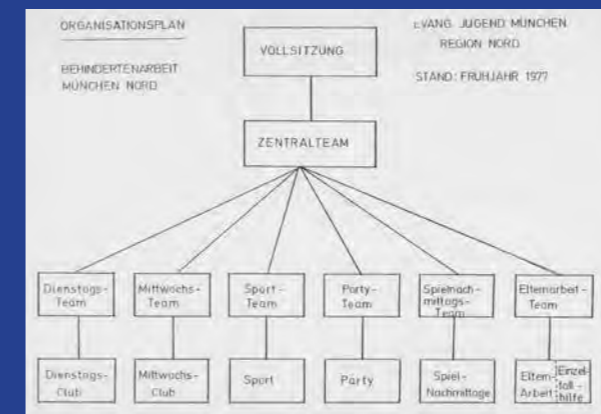 ORGANISATIONSPLAN
BEHINDERTENARBEIT
MÜNCHEN NORD
EVANG. JUGEND MÜNCHEN
REGION NORD
STAND: FRÜHJAHR 1977
VOLLSITZUNG
ZENTRALTEAM
Dienstags-
Team
Mittwochs-
Team
Sport-
Team
Party-
Team
Spielnach-
mittags-
Team
Elternarbeit-
Team
Dienstags-
Club
Mittwochs-
Club
Sport
Party
Spiel-
Nachmittage
Eltern-
Arbeit
Einzel-
fall-
hilfe